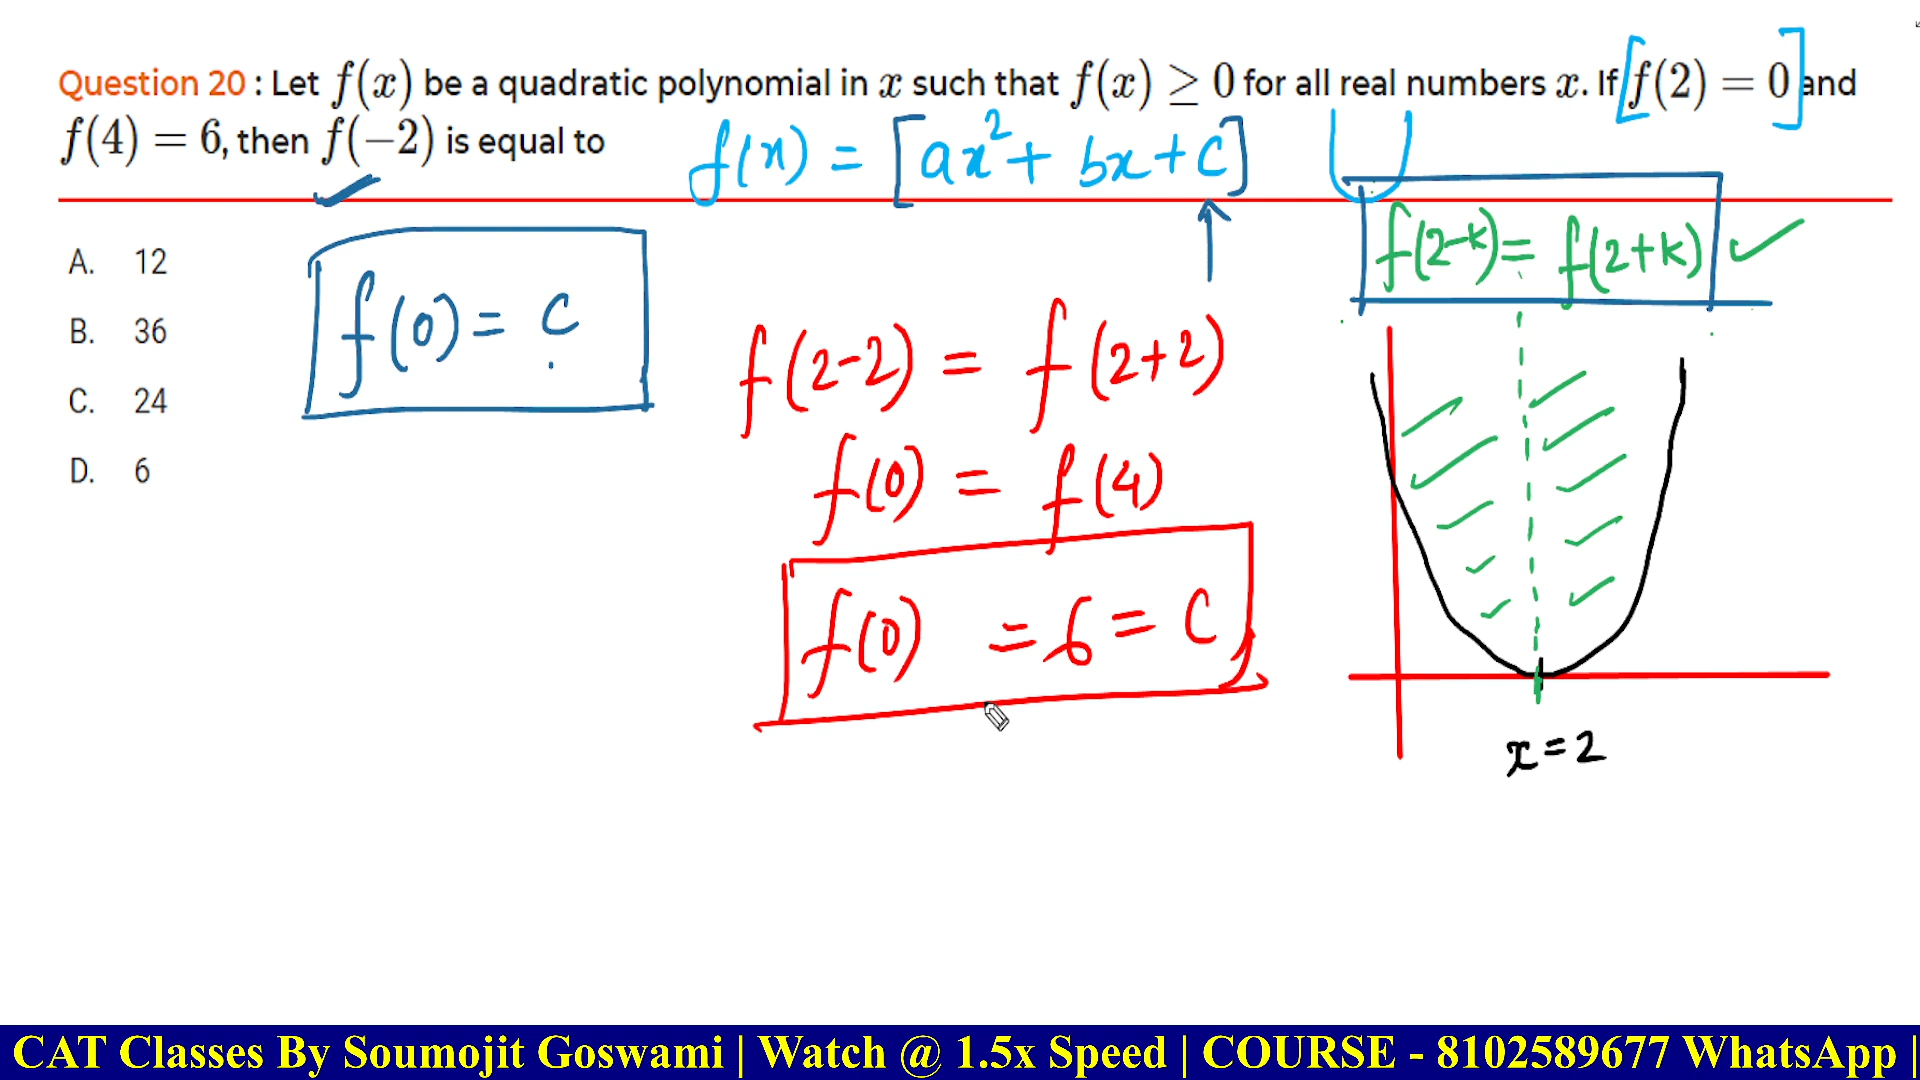 Question 20 : Let f(x) be a quadratic polynomial in x such that f(x) ≥ 0 for all real numbers x. If [f(2) = 0] and
f(4) = 6, then f(−2) is equal to
f(x) = [ax² + bx + c]
A. 12
B. 36
C. 24
D. 6
f(0) = c
f(2-k) = f(2+k)
f(2-2) = f(2+2)
f(0) = f(4)
f(0) = 6 = c
x = 2
CAT Classes By Soumojit Goswami | Watch @ 1.5x Speed | COURSE - 8102589677 WhatsApp |